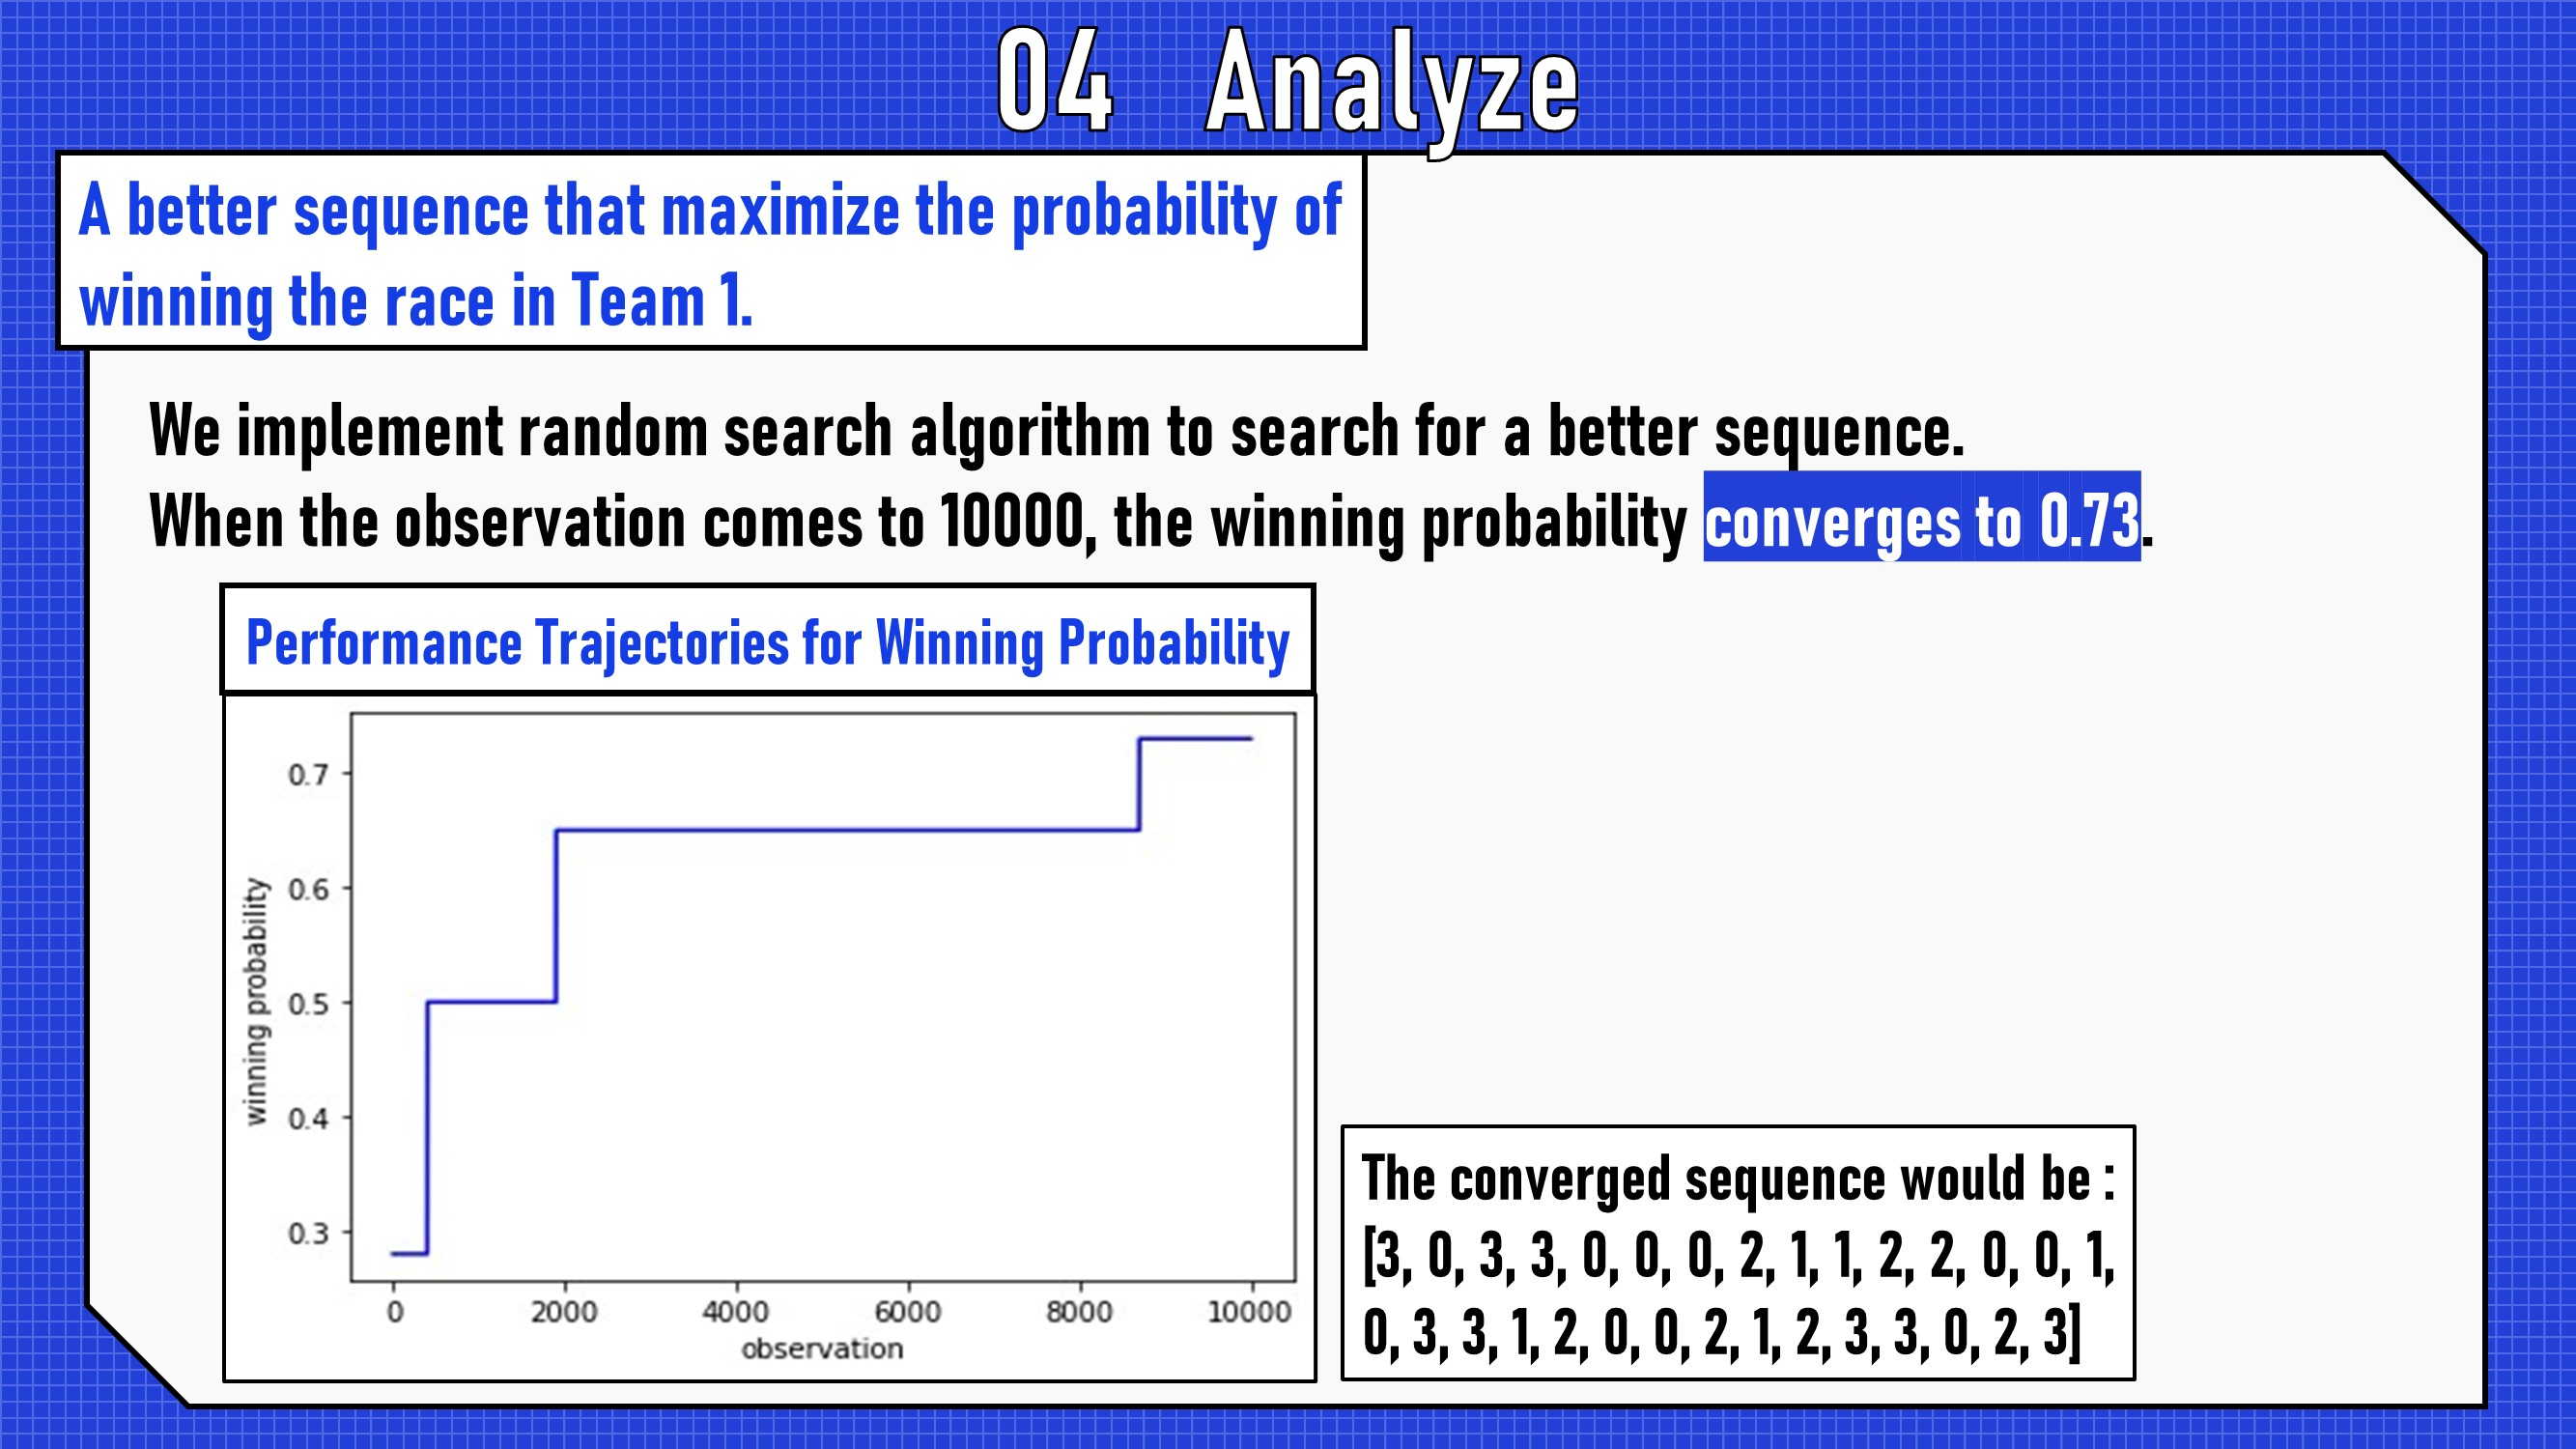 04 Analyze
A better sequence that maximize the probability of
winning the race in Team 1.
We implement random search algorithm to search for a better sequence.
When the observation comes to 10000, the winning probability converges to 0.73.
Performance Trajectories for Winning Probability
0.7
0.6
0.5
0.4
0.3
winning probability
0 2000 4000 6000 8000 10000
observation
The converged sequence would be :
[3, 0, 3, 3, 0, 0, 0, 2, 1, 1, 2, 2, 0, 0, 1,
0, 3, 3, 1, 2, 0, 0, 2, 1, 2, 3, 3, 0, 2, 3]